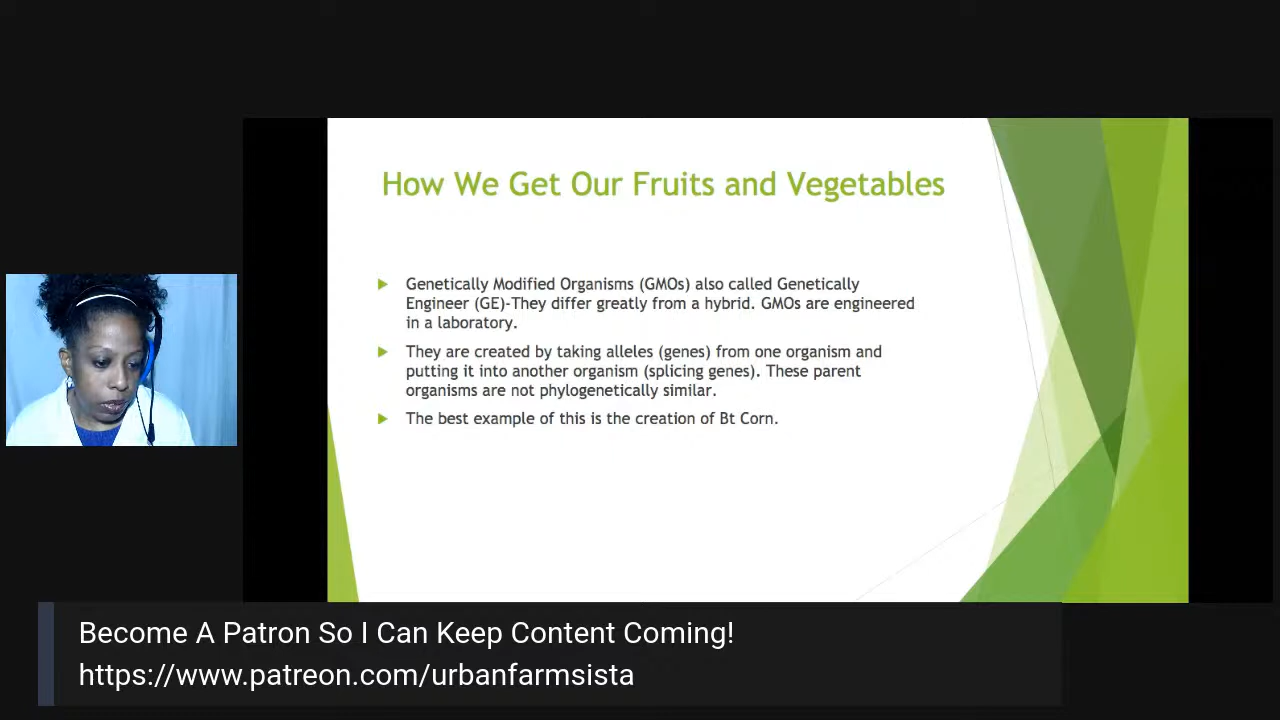 How We Get Our Fruits and Vegetables
Genetically Modified Organisms (GMOs) also called Genetically
Engineer (GE)-They differ greatly from a hybrid. GMOs are engineered
in a laboratory.
They are created by taking alleles (genes) from one organism and
putting it into another organism (splicing genes). These parent
organisms are not phylogenetically similar.
The best example of this is the creation of Bt Corn.
Become A Patron So I Can Keep Content Coming!
https://www.patreon.com/urbanfarmsista